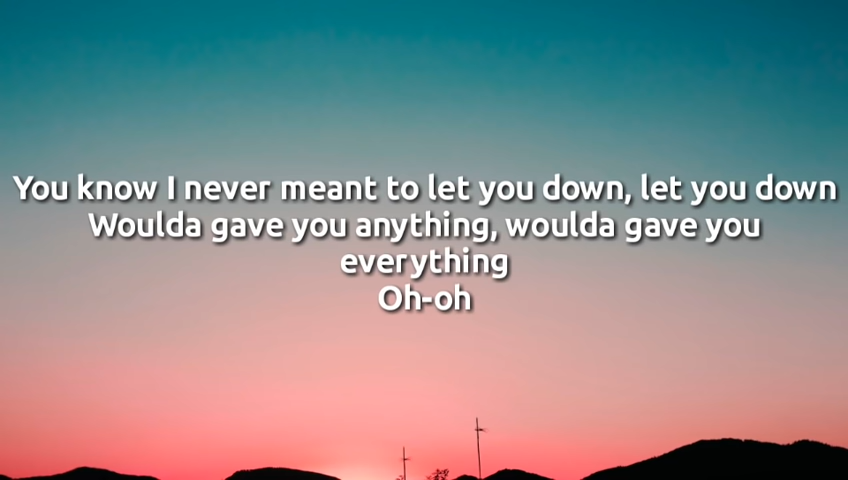 You know I never meant to let you down, let you down
Woulda gave you anything, woulda gave you
everything
Oh-oh